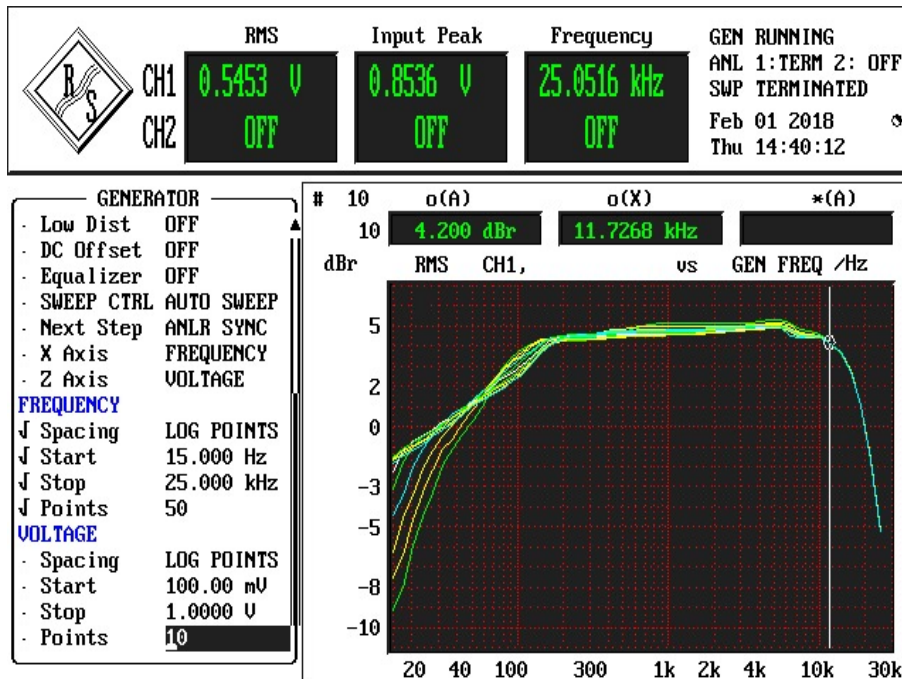 RMS Input Peak Frequency
R S
CH1 0.5453 V 0.8536 V 25.0516 kHz
CH2 OFF OFF OFF
GEN RUNNING
ANL 1:TERM 2: OFF
SWP TERMINATED
Feb 01 2018
Thu 14:40:12
GENERATOR
· Low Dist OFF
· DC Offset OFF
· Equalizer OFF
· SWEEP CTRL AUTO SWEEP
· Next Step ANLR SYNC
· X Axis FREQUENCY
· Z Axis VOLTAGE
FREQUENCY
√ Spacing LOG POINTS
√ Start 15.000 Hz
√ Stop 25.000 kHz
√ Points 50
VOLTAGE
· Spacing LOG POINTS
· Start 100.00 mV
· Stop 1.0000 V
· Points 10
# 10 o(A) o(X) *(A)
10 4.200 dBr 11.7268 kHz
dBr RMS CH1, vs GEN FREQ /Hz
5
2
0
-3
-5
-8
-10
20 40 100 300 1k 2k 4k 10k 30k